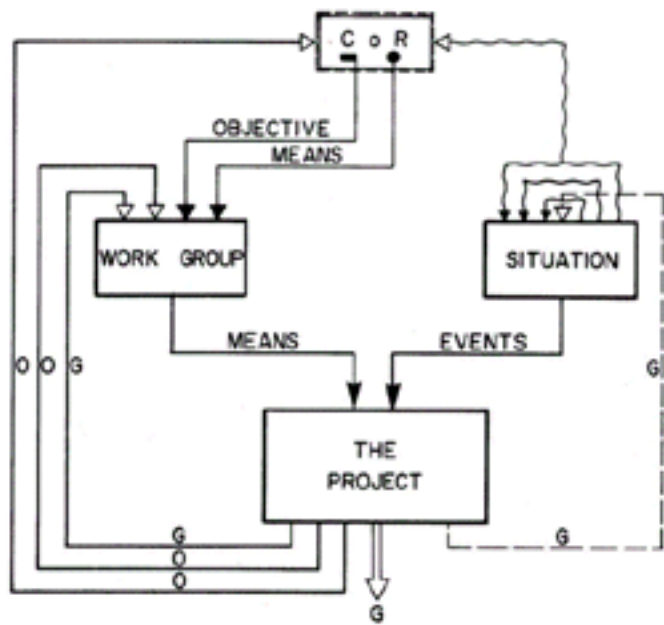 C o R
OBJECTIVE
MEANS
WORK GROUP
SITUATION
MEANS
EVENTS
O O G
G
THE
PROJECT
G
G
O
O
G